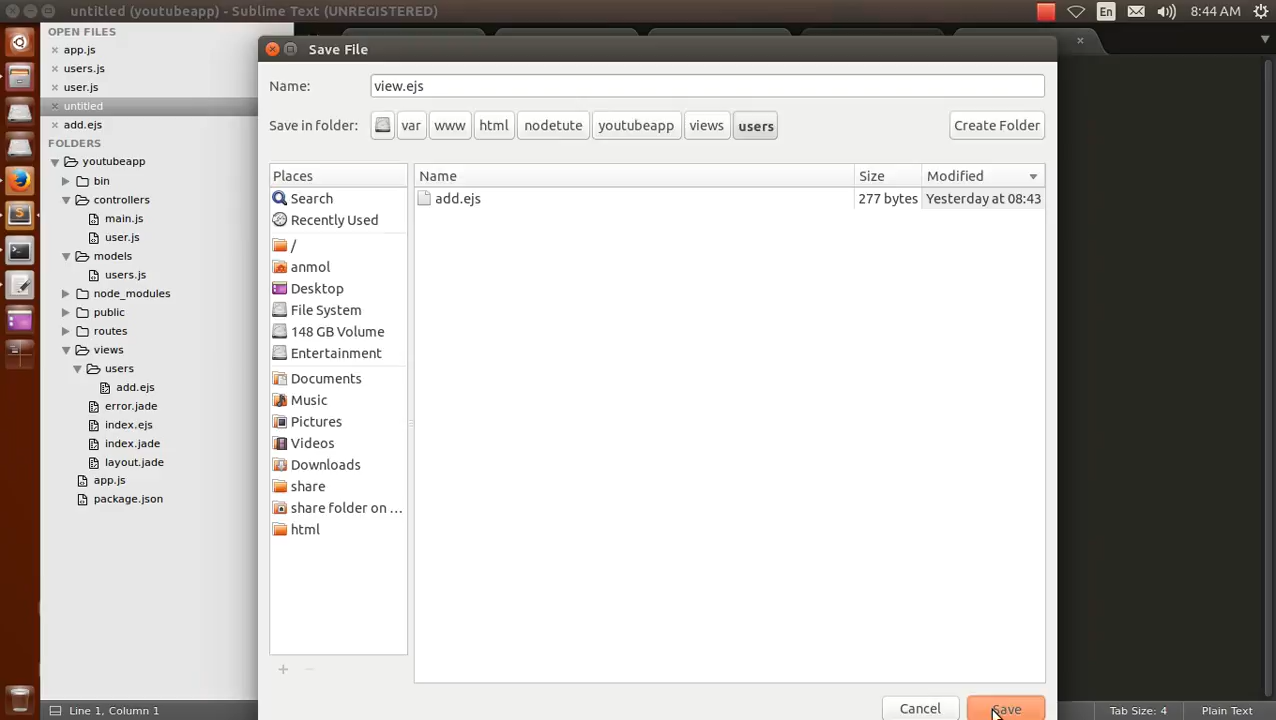 untitled (youtubeapp) - Sublime Text (UNREGISTERED)
En
8:44 AM
OPEN FILES
app.js
users.js
user.js
untitled
add.ejs
FOLDERS
youtubeapp
bin
controllers
main.js
user.js
models
users.js
node_modules
public
routes
views
users
add.ejs
error.jade
index.ejs
index.jade
layout.jade
app.js
package.json
Save File
Name: view.ejs
Save in folder: var www html nodetute youtubeapp views users Create Folder
Places
Search
Recently Used
/
anmol
Desktop
File System
148 GB Volume
Entertainment
Documents
Music
Pictures
Videos
Downloads
share
share folder on ...
html
Name Size Modified
add.ejs 277 bytes Yesterday at 08:43
Cancel Save
Line 1, Column 1
Tab Size: 4 Plain Text